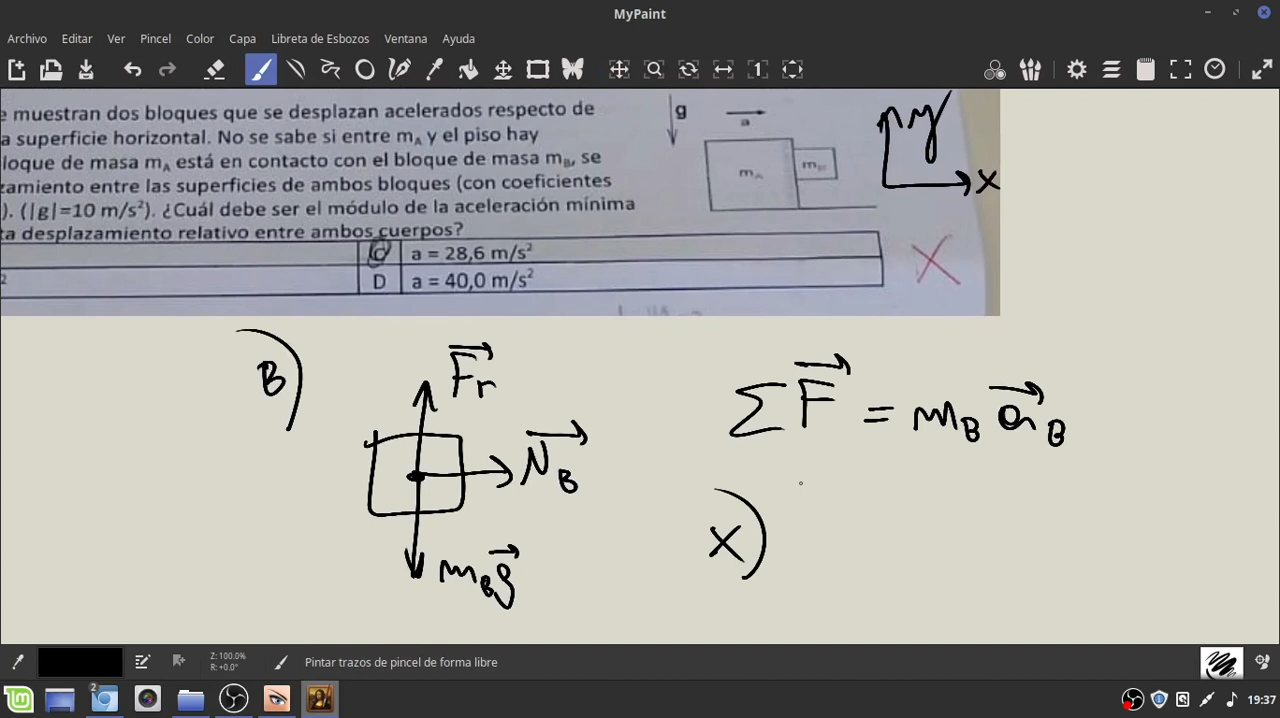 MyPaint
Archivo Editar Ver Pincel Color Capa Libreta de Esbozos Ventana Ayuda
e muestran dos bloques que se desplazan acelerados respecto de
a superficie horizontal. No se sabe si entre mA y el piso hay
loque de masa mA está en contacto con el bloque de masa mB, se
zamiento entre las superficies de ambos bloques (con coeficientes
). (|g|=10 m/s²). ¿Cuál debe ser el módulo de la aceleración mínima
ta desplazamiento relativo entre ambos cuerpos?
g
a
mA
mB
y
x
C a = 28,6 m/s²
2 D a = 40,0 m/s²
X
B)
Fr
NB
mBg
ΣF = mB aB
X)
Z: 100.0%
R: +0.0°
Pintar trazos de pincel de forma libre
2
19:37